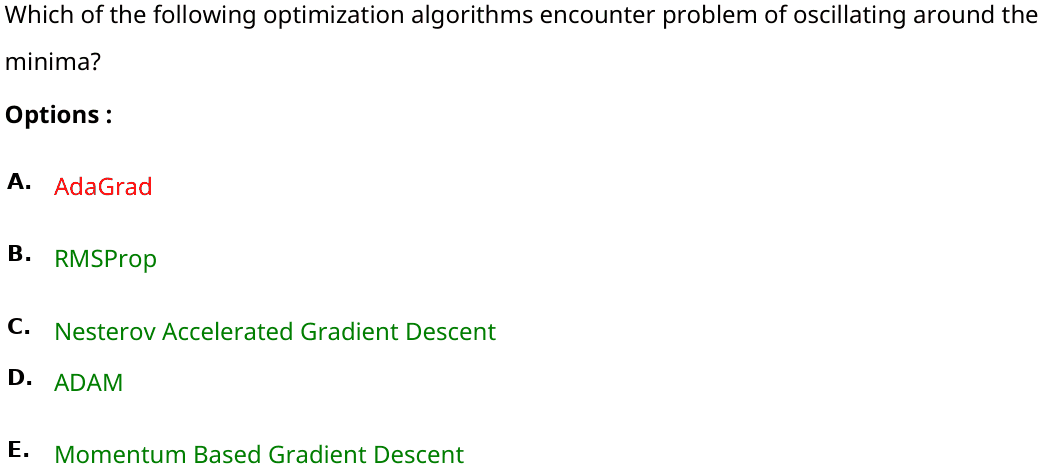 Which of the following optimization algorithms encounter problem of oscillating around the
minima?
Options :
A. AdaGrad
B. RMSProp
C. Nesterov Accelerated Gradient Descent
D. ADAM
E. Momentum Based Gradient Descent